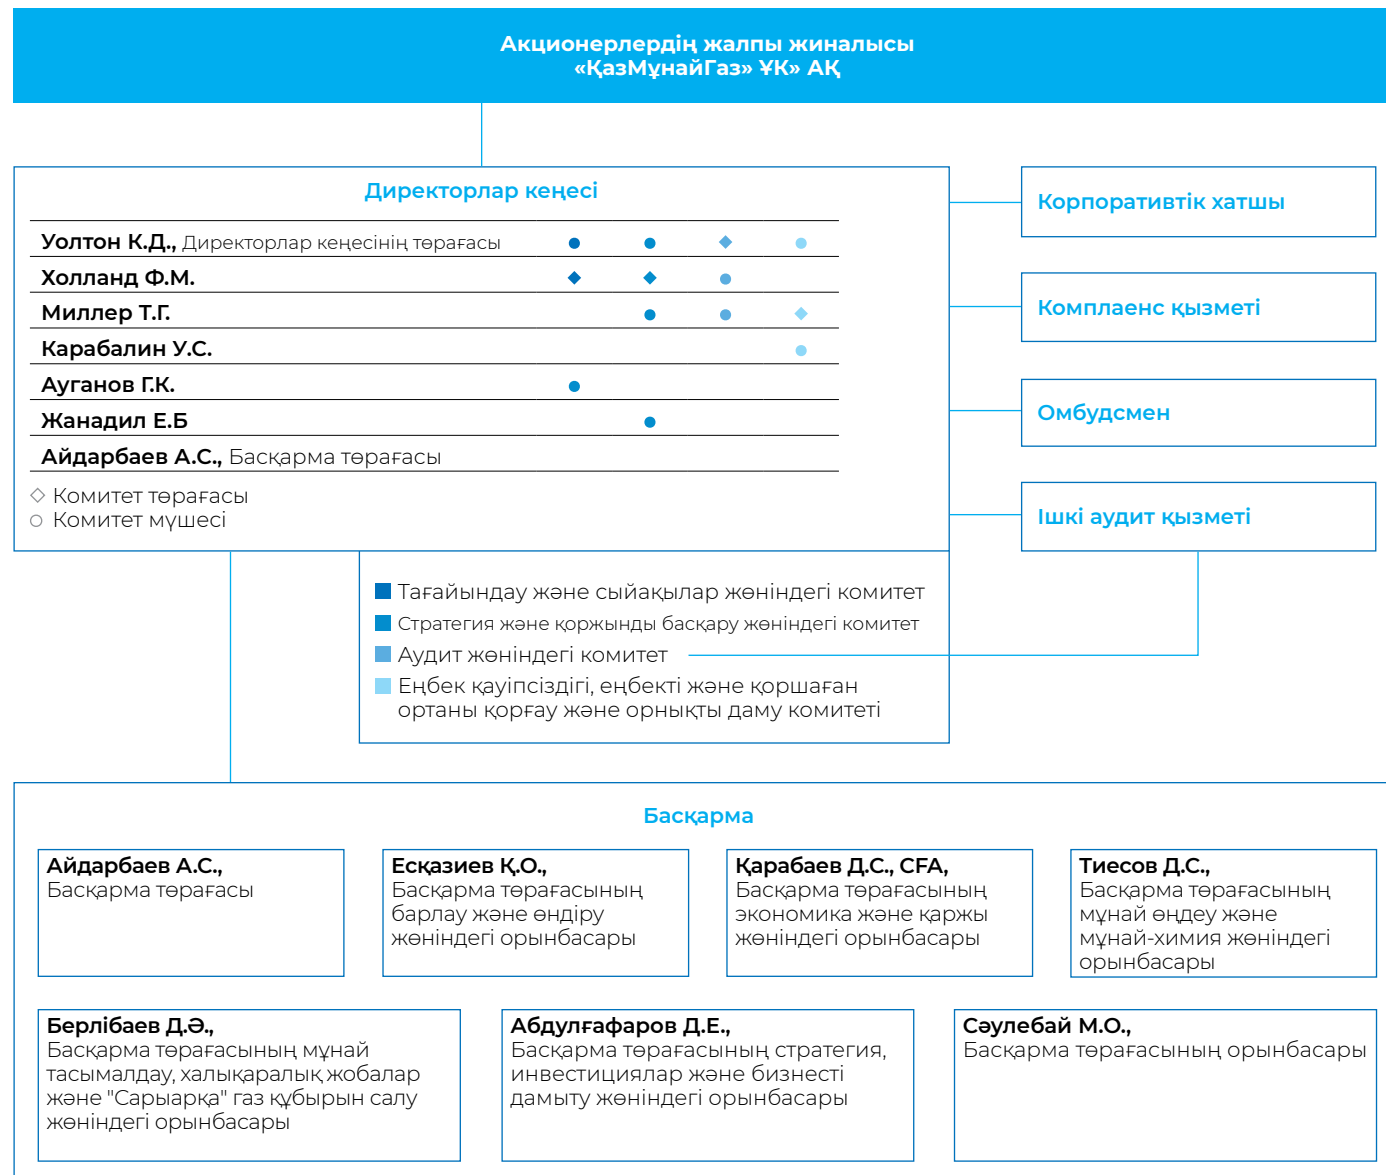 Акционерлердің жалпы жиналысы
«ҚазМұнайГаз» ҰК» АҚ
Директорлар кеңесі
Уолтон К.Д., Директорлар кеңесінің төрағасы
Холланд Ф.М.
Миллер Т.Г.
Карабалин У.С.
Ауганов Г.К.
Жанадил Е.Б
Айдарбаев А.С., Басқарма төрағасы
Комитет төрағасы
Комитет мүшесі
Корпоративтік хатшы
Комплаенс қызметі
Омбудсмен
Ішкі аудит қызметі
Тағайындау және сыйақылар жөніндегі комитет
Стратегия және қоржынды басқару жөніндегі комитет
Аудит жөніндегі комитет
Еңбек қауіпсіздігі, еңбекті және қоршаған
ортаны қорғау және орнықты даму комитеті
Басқарма
Айдарбаев А.С.,
Басқарма төрағасы
Есқазиев Қ.О.,
Басқарма төрағасының
барлау және өндіру
жөніндегі орынбасары
Қарабаев Д.С., CFA,
Басқарма төрағасының
экономика және қаржы
жөніндегі орынбасары
Тиесов Д.С.,
Басқарма төрағасының
мұнай өңдеу және
мұнай-химия жөніндегі
орынбасары
Берлібаев Д.Ә.,
Басқарма төрағасының мұнай
тасымалдау, халықаралық жобалар
және "Сарыарқа" газ құбырын салу
жөніндегі орынбасары
Абдулғафаров Д.Е.,
Басқарма төрағасының стратегия,
инвестициялар және бизнесті
дамыту жөніндегі орынбасары
Сәулебай М.О.,
Басқарма төрағасының орынбасары